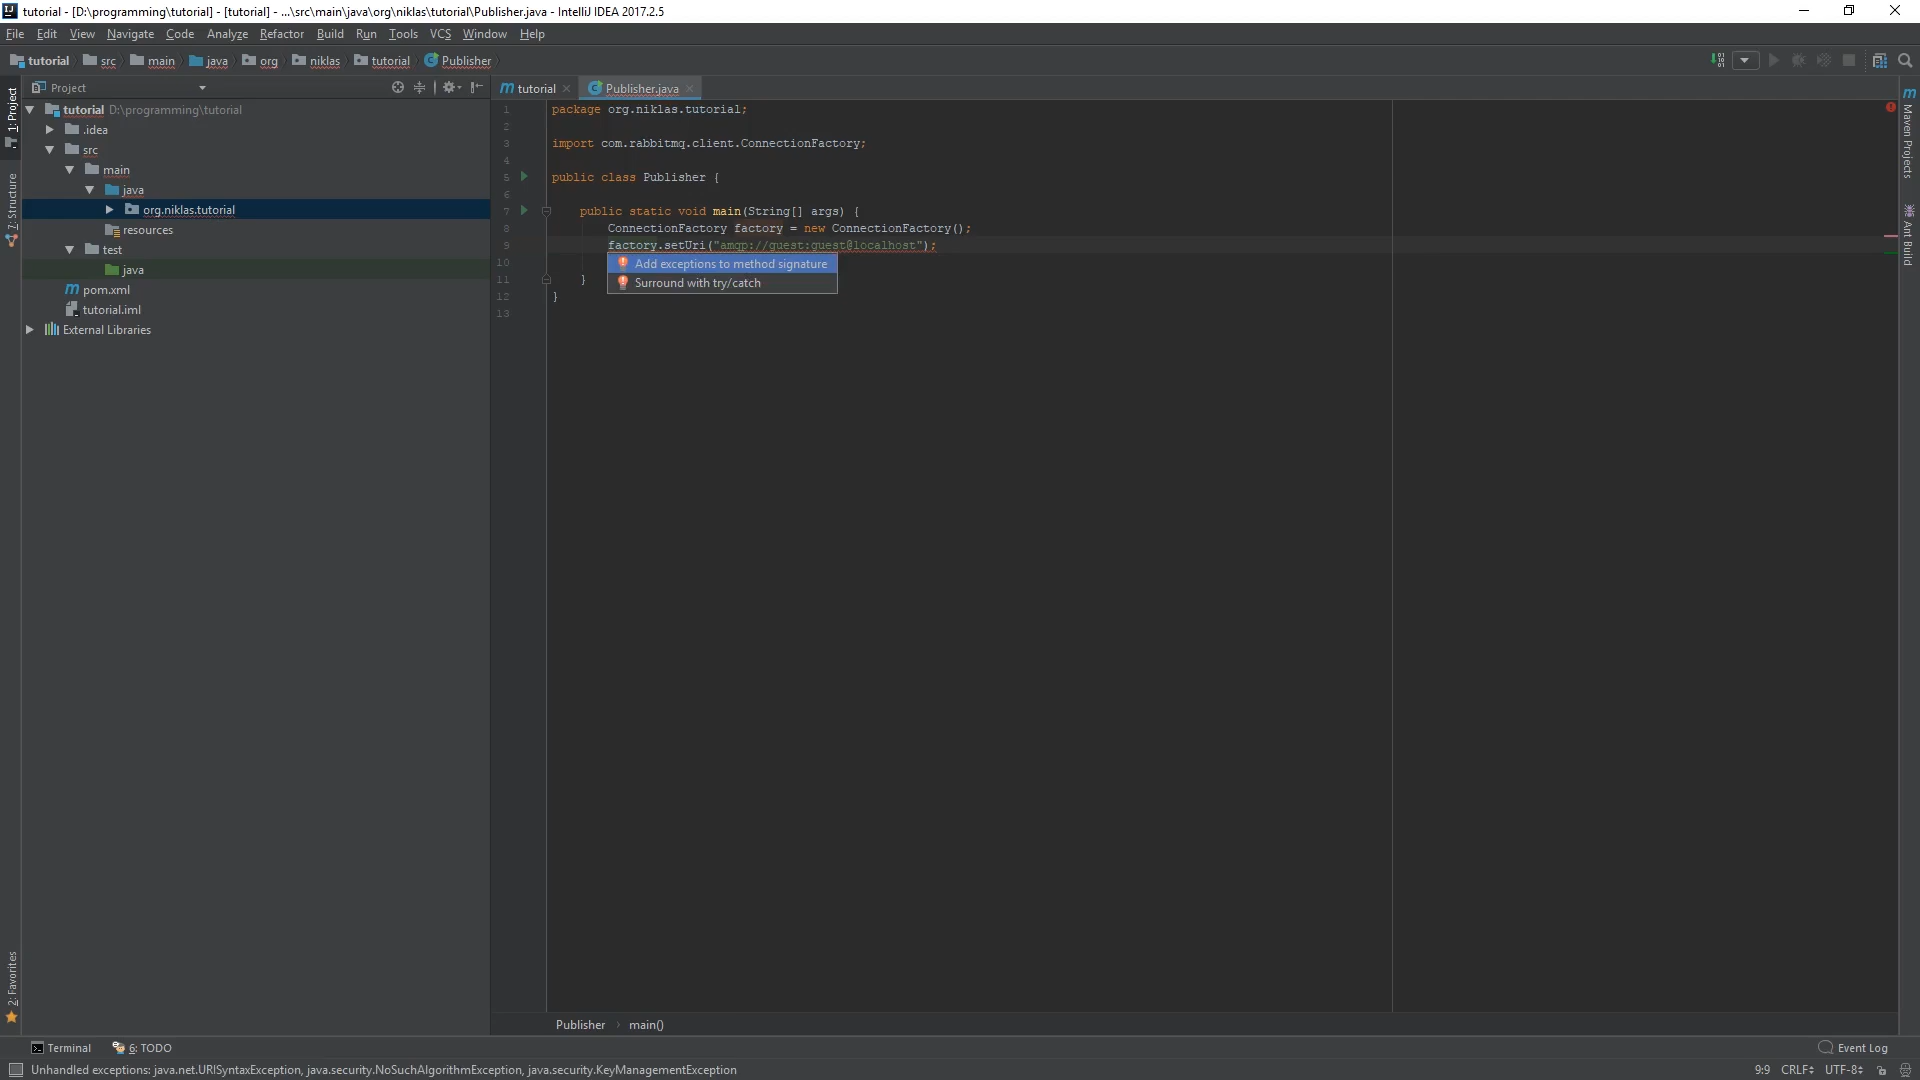 tutorial - [D:\programming\tutorial] - [tutorial] - ...\src\main\java\org\niklas\tutorial\Publisher.java - IntelliJ IDEA 2017.2.5
File Edit View Navigate Code Analyze Refactor Build Run Tools VCS Window Help
tutorial src main java org niklas tutorial Publisher
Project
tutorial Publisher.java
tutorial D:\programming\tutorial
.idea
src
main
java
org.niklas.tutorial
resources
test
java
pom.xml
tutorial.iml
External Libraries
1: Project
7: Structure
2: Favorites
1 package org.niklas.tutorial;
2
3 import com.rabbitmq.client.ConnectionFactory;
4
5 public class Publisher {
6
7 public static void main(String[] args) {
8 ConnectionFactory factory = new ConnectionFactory();
9 factory.setUri("amqp://guest:guest@localhost");
10
11 }
12 }
13
Add exceptions to method signature
Surround with try/catch
Maven Projects
Ant Build
Publisher › main()
Terminal 6: TODO Event Log
Unhandled exceptions: java.net.URISyntaxException, java.security.NoSuchAlgorithmException, java.security.KeyManagementException 9:9 CRLF UTF-8